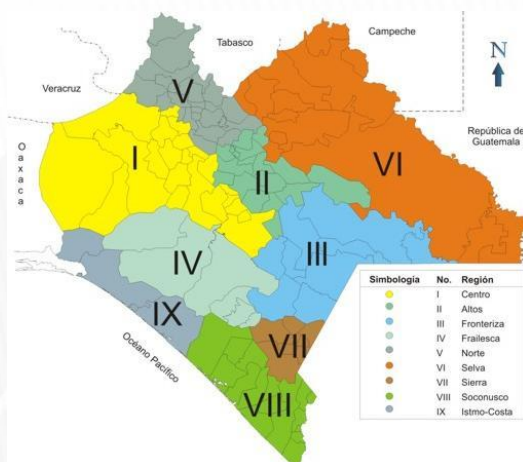 Campeche
Tabasco
N
Veracruz
V
República de
Guatemala
Oaxaca
I
VI
II
III
IV
IX
VII
VIII
Océano Pacífico
Simbología No. Región
I Centro
II Altos
III Fronteriza
IV Frailesca
V Norte
VI Selva
VII Sierra
VIII Soconusco
IX Istmo-Costa